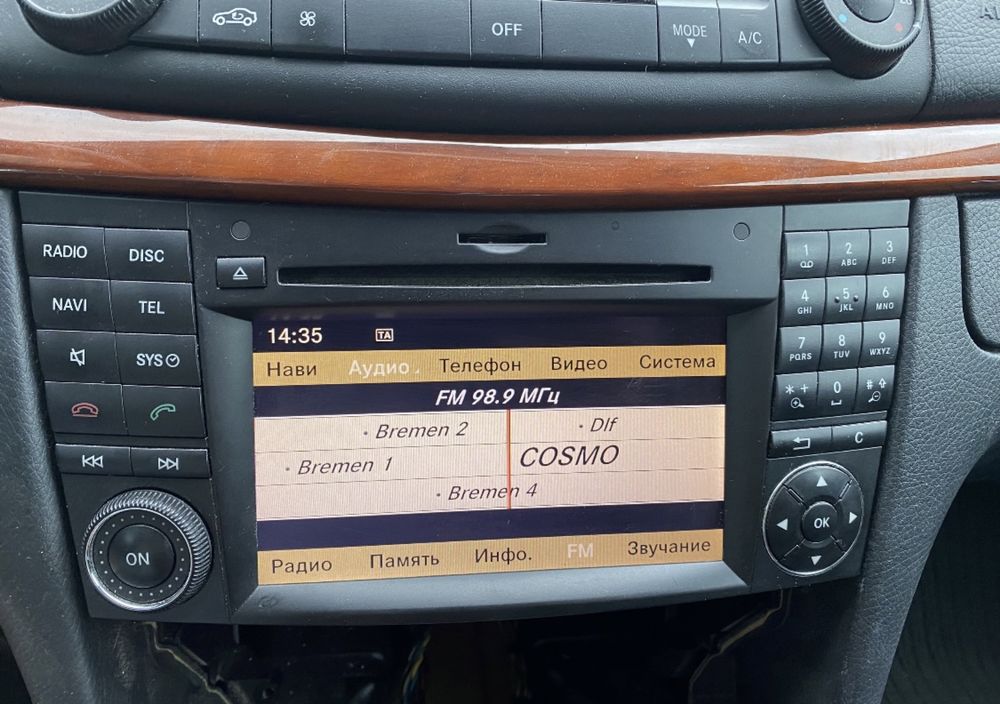 OFF
MODE
A/C
RADIO
DISC
NAVI
TEL
SYS
ON
14:35
TA
Нави Аудио Телефон Видео Система
FM 98.9 МГц
· Bremen 2 · Dlf
· Bremen 1 COSMO
· Bremen 4
Радио Память Инфо. FM Звучание
1
2 ABC
3 DEF
4 GHI
5 JKL
6 MNO
7 PQRS
8 TUV
9 WXYZ
* +
0
#
C
OK